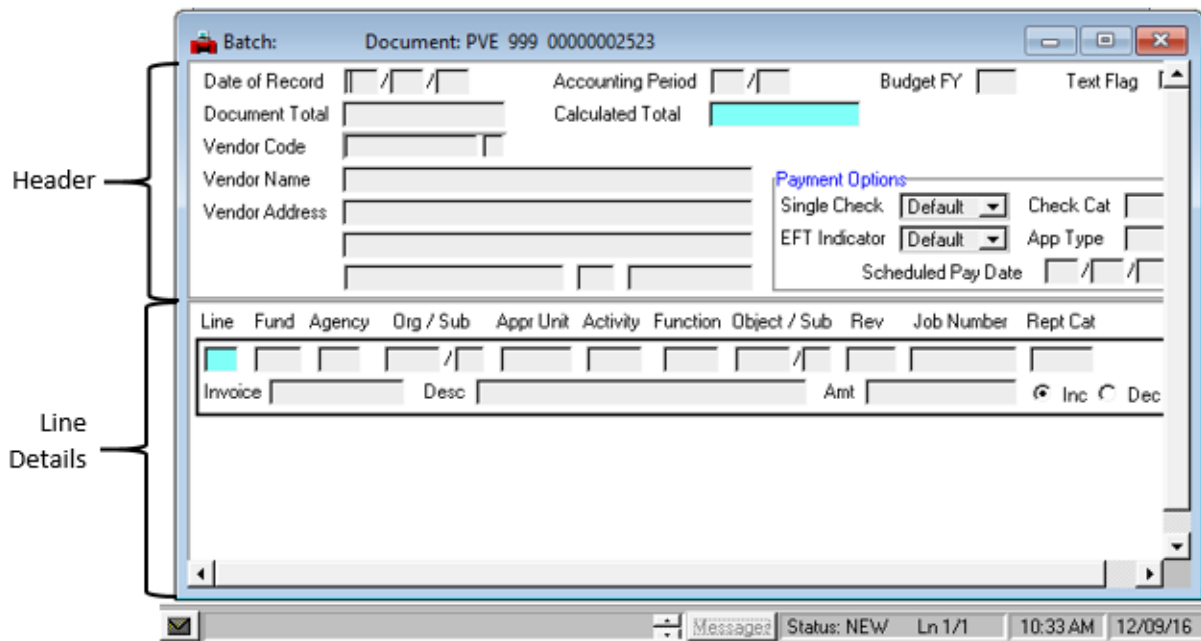 Batch: Document: PVE 999 00000002523
Date of Record / / Accounting Period / Budget FY Text Flag
Document Total Calculated Total
Vendor Code
Header
Vendor Name
Payment Options
Vendor Address Single Check Default Check Cat
EFT Indicator Default App Type
Scheduled Pay Date / /
Line Fund Agency Org / Sub Appr Unit Activity Function Object / Sub Rev Job Number Rept Cat
/ /
Invoice Desc Amt Inc Dec
Line
Details
Messages Status: NEW Ln 1/1 10:33 AM 12/09/16